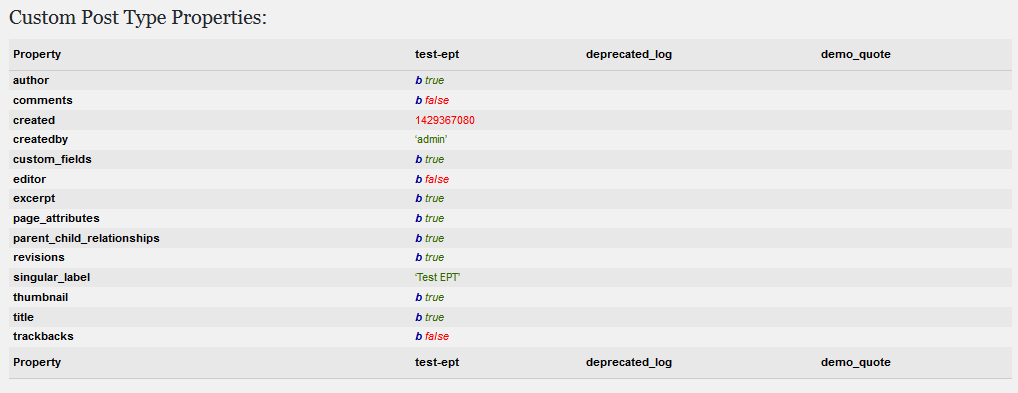 Custom Post Type Properties:
Property test-ept deprecated_log demo_quote
author b true
comments b false
created 1429367080
createdby 'admin'
custom_fields b true
editor b false
excerpt b true
page_attributes b true
parent_child_relationships b true
revisions b true
singular_label 'Test EPT'
thumbnail b true
title b true
trackbacks b false
Property test-ept deprecated_log demo_quote